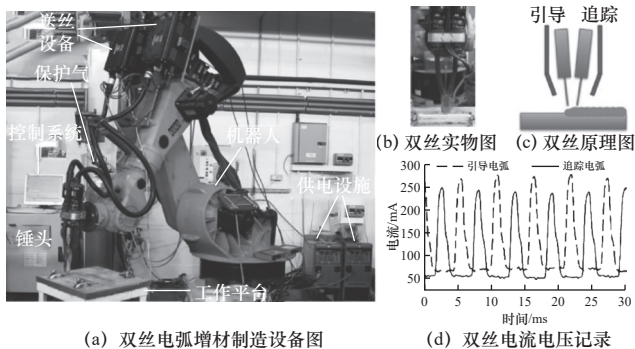 送丝
设备
保护气
控制系统
机器人
供电设施
锤头
工作平台
(a) 双丝电弧增材制造设备图
引导 追踪
(b) 双丝实物图
(c) 双丝原理图
引导电弧
追踪电弧
300
250
200
150
100
50
电流/mA
0 5 10 15 20 25 30
时间/ms
(d) 双丝电流电压记录